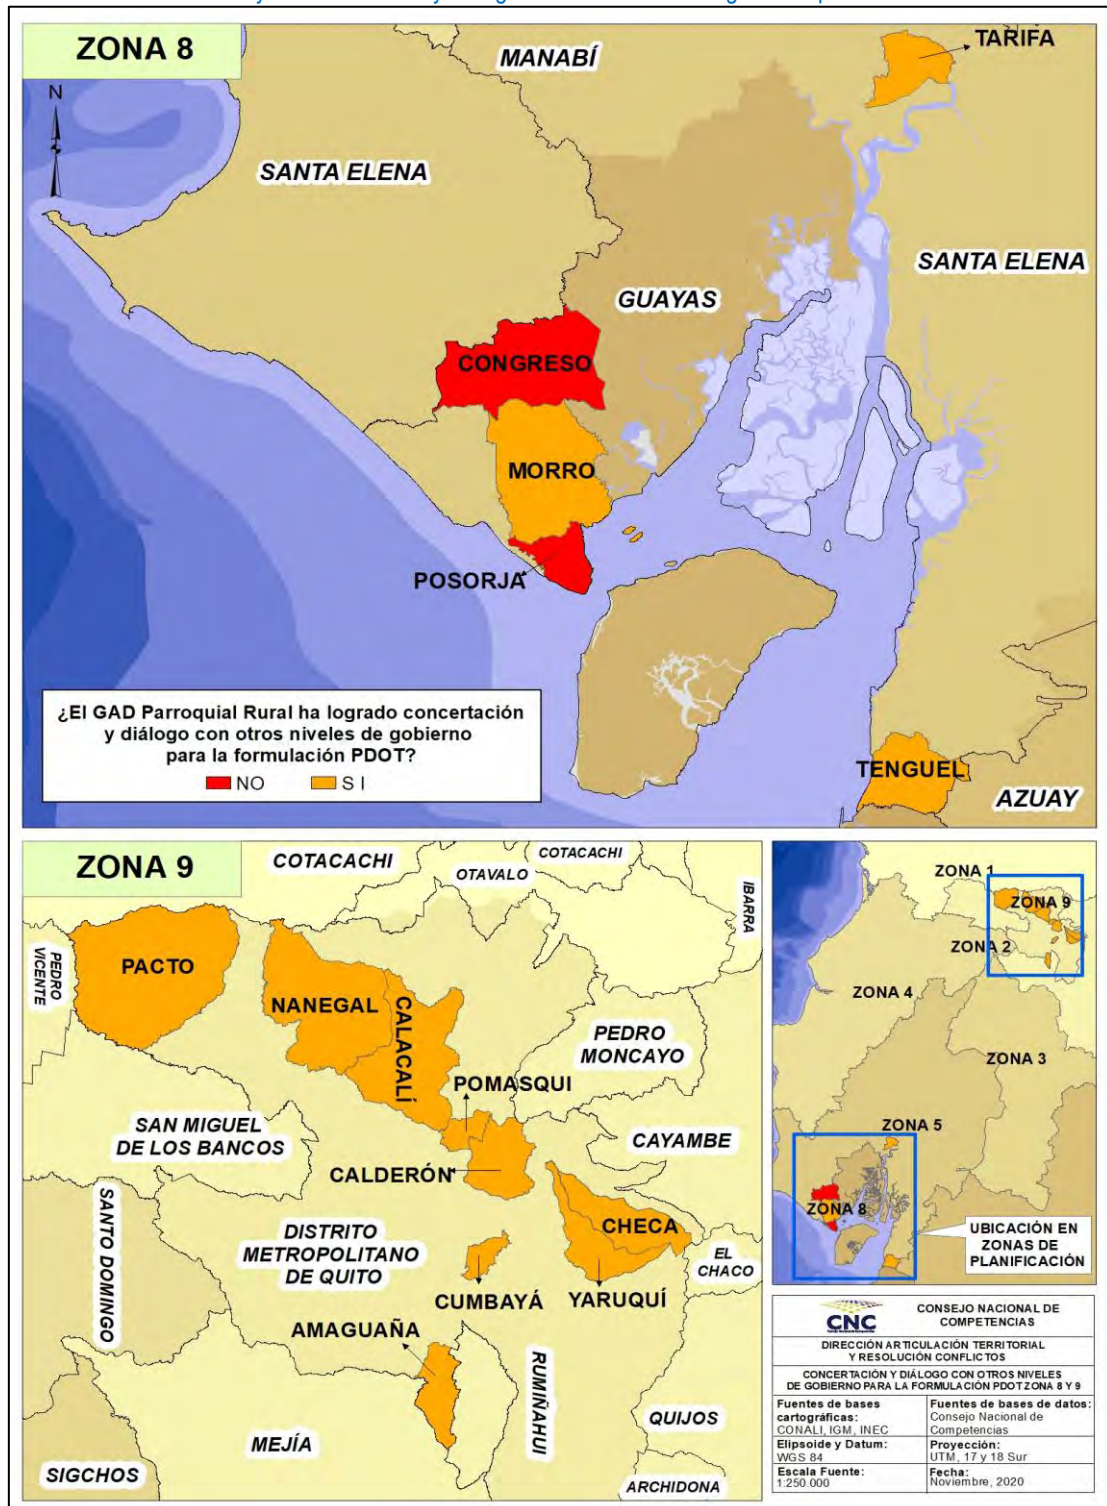 ZONA 8
N
MANABÍ
TARIFA
SANTA ELENA
SANTA ELENA
GUAYAS
CONGRESO
MORRO
POSORJA
¿El GAD Parroquial Rural ha logrado concertación
y diálogo con otros niveles de gobierno
para la formulación PDOT?
NO
S I
TENGUEL
AZUAY
ZONA 9
COTACACHI
COTACACHI
OTAVALO
IBARRA
PEDRO
VICENTE
PACTO
NANEGAL
CALACALÍ
PEDRO
MONCAYO
POMASQUI
SAN MIGUEL
DE LOS BANCOS
CAYAMBE
CALDERÓN
SANTO DOMINGO
DISTRITO
METROPOLITANO
DE QUITO
CHECA
EL
CHACO
CUMBAYÁ
YARUQUÍ
AMAGUAÑA
RUMIÑAHUI
MEJÍA
QUIJOS
SIGCHOS
ARCHIDONA
ZONA 1
ZONA 9
ZONA 2
ZONA 4
ZONA 3
ZONA 5
ZONA 8
UBICACIÓN EN
ZONAS DE
PLANIFICACIÓN
CNC
CONSEJO NACIONAL DE
COMPETENCIAS
DIRECCIÓN ARTICULACIÓN TERRITORIAL
Y RESOLUCIÓN CONFLICTOS
CONCERTACIÓN Y DIÁLOGO CON OTROS NIVELES
DE GOBIERNO PARA LA FORMULACIÓN PDOT ZONA 8 Y 9
Fuentes de bases
cartográficas:
CONALI, IGM, INEC
Fuentes de bases de datos:
Consejo Nacional de
Competencias
Elipsoide y Datum:
WGS 84
Proyección:
UTM, 17 y 18 Sur
Escala Fuente:
1:250.000
Fecha:
Noviembre, 2020